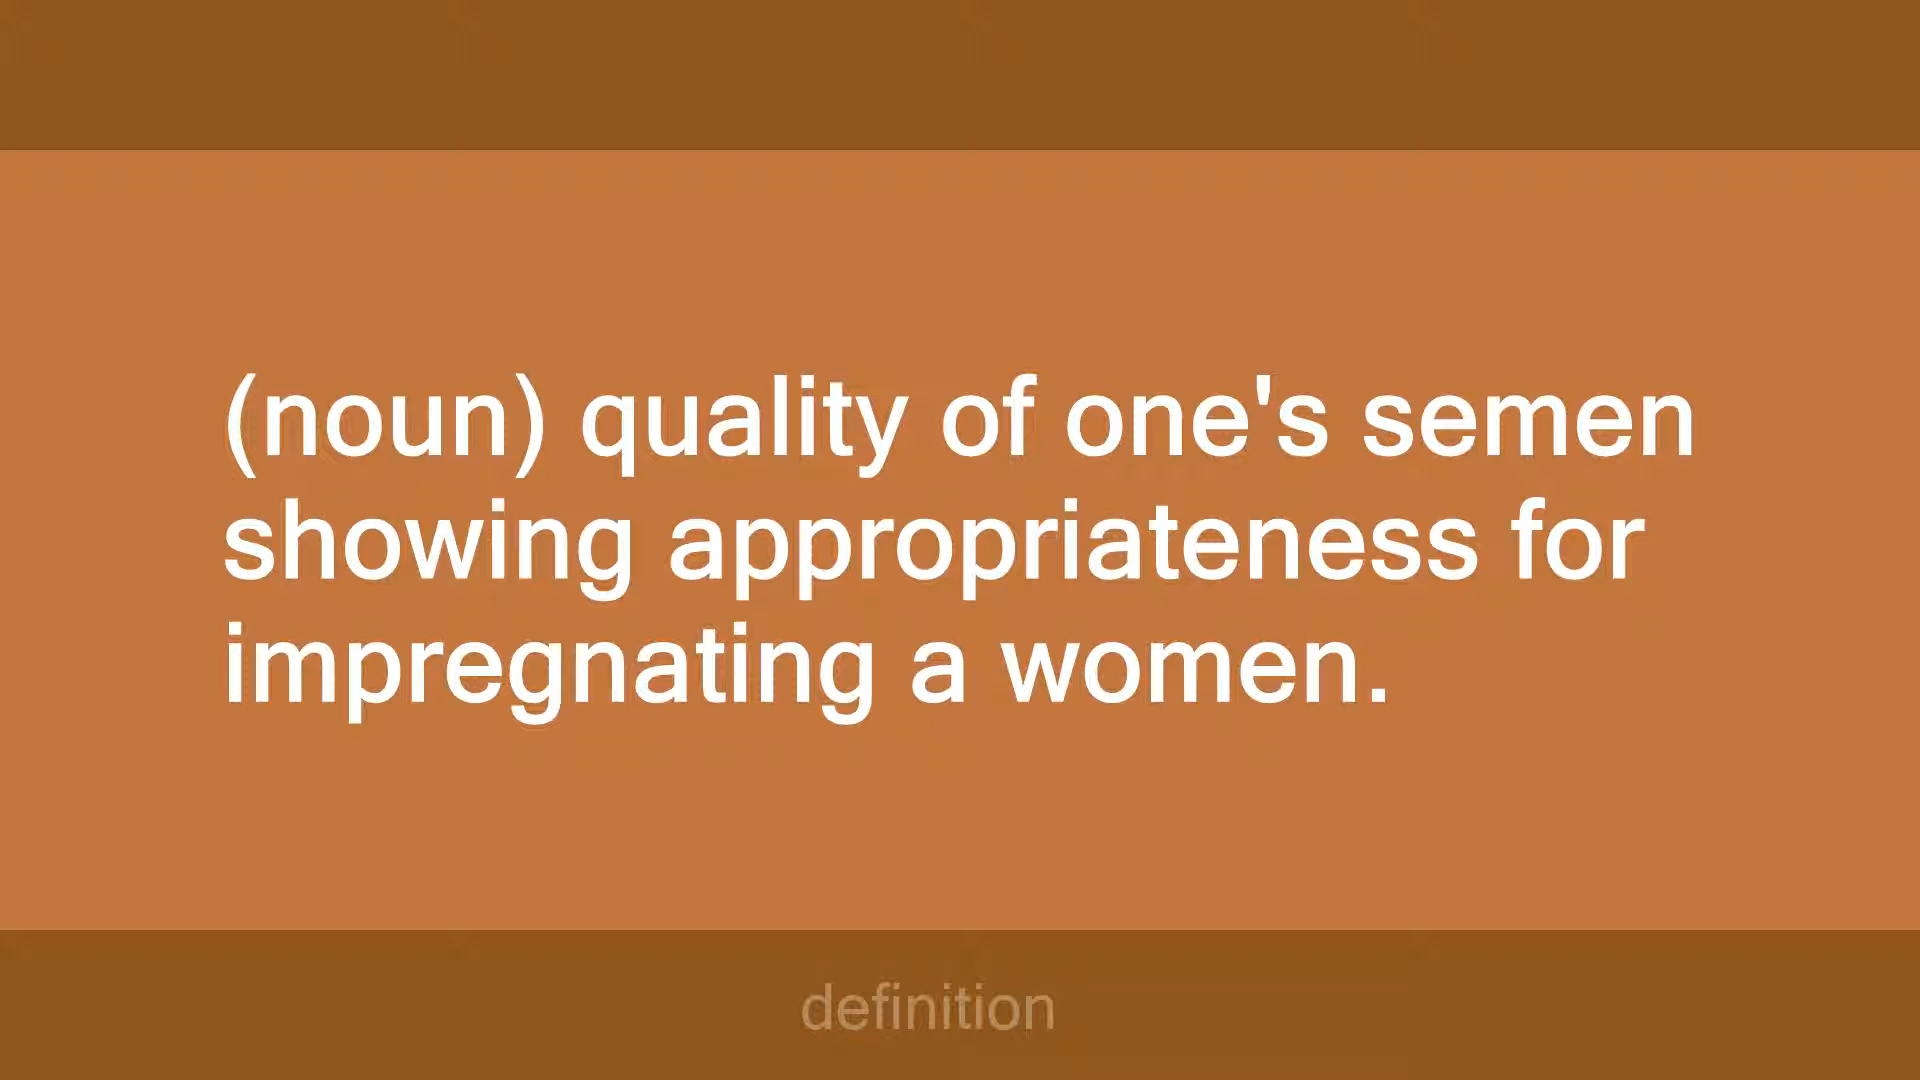 (noun) quality of one's semen
showing appropriateness for
impregnating a women.
definition